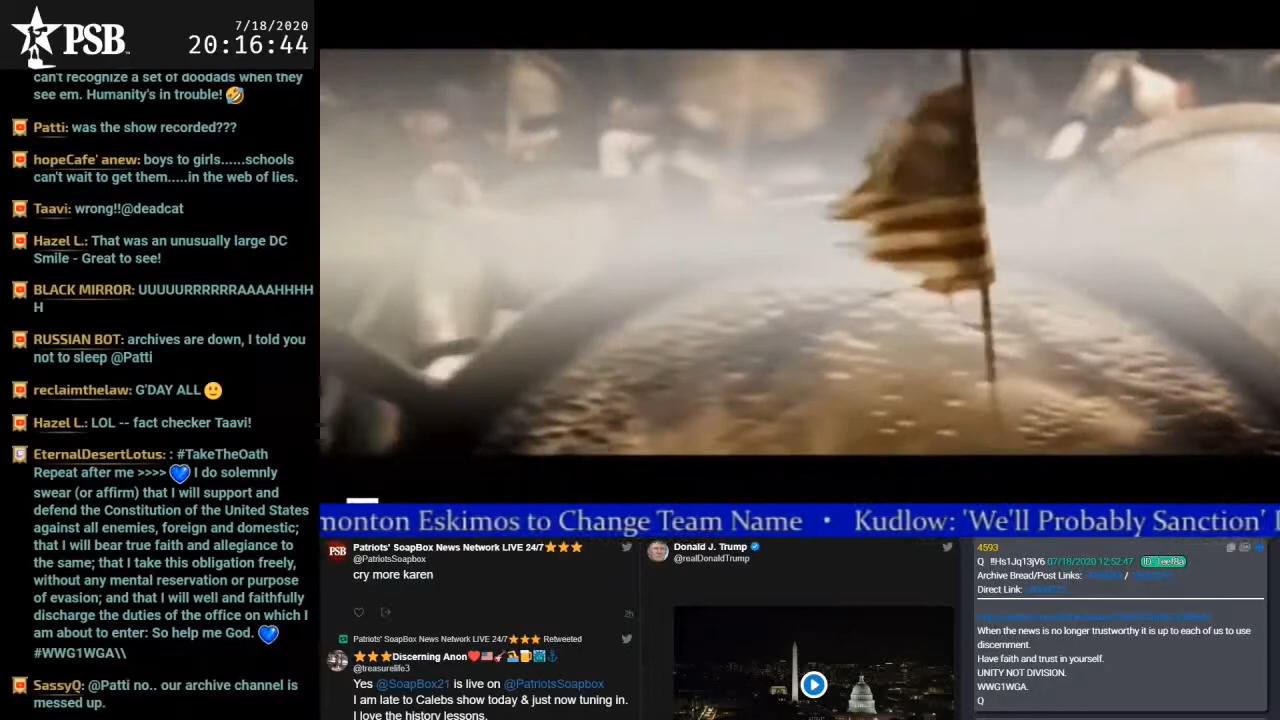 PSB
7/18/2020
20:16:44
can't recognize a set of doodads when they
see em. Humanity's in trouble! 🤣
Patti: was the show recorded???
hopeCafe' anew: boys to girls......schools
can't wait to get them.....in the web of lies.
Taavi: wrong!!@deadcat
Hazel L.: That was an unusually large DC
Smile - Great to see!
BLACK MIRROR: UUUUURRRRRRAAAAHHHH
H
RUSSIAN BOT: archives are down, I told you
not to sleep @Patti
reclaimthelaw: G'DAY ALL 🙂
Hazel L.: LOL -- fact checker Taavi!
EternalDesertLotus: : #TakeTheOath
Repeat after me >>>> 💙 I do solemnly
swear (or affirm) that I will support and
defend the Constitution of the United States
against all enemies, foreign and domestic;
that I will bear true faith and allegiance to
the same; that I take this obligation freely,
without any mental reservation or purpose
of evasion; and that I will well and faithfully
discharge the duties of the office on which I
am about to enter: So help me God. 💙
#WWG1WGA\\
SassyQ: @Patti no.. our archive channel is
messed up.
monton Eskimos to Change Team Name • Kudlow: 'We'll Probably Sanction'
PSB
Patriots' SoapBox News Network LIVE 24/7⭐⭐⭐
@PatriotsSoapbox
cry more karen
2h
Patriots' SoapBox News Network LIVE 24/7⭐⭐⭐ Retweeted
⭐⭐⭐Discerning Anon
@treasurelife3
Yes @SoapBox21 is live on @PatriotsSoapbox
I am late to Calebs show today & just now tuning in.
I love the history lessons.
Donald J. Trump
@realDonaldTrump
4593
Q !!Hs1Jq13jV6 07/18/2020 12:52:47
Archive Bread/Post Links: /
Direct Link:
When the news is no longer trustworthy it is up to each of us to use
discernment.
Have faith and trust in yourself.
UNITY NOT DIVISION.
WWG1WGA.
Q